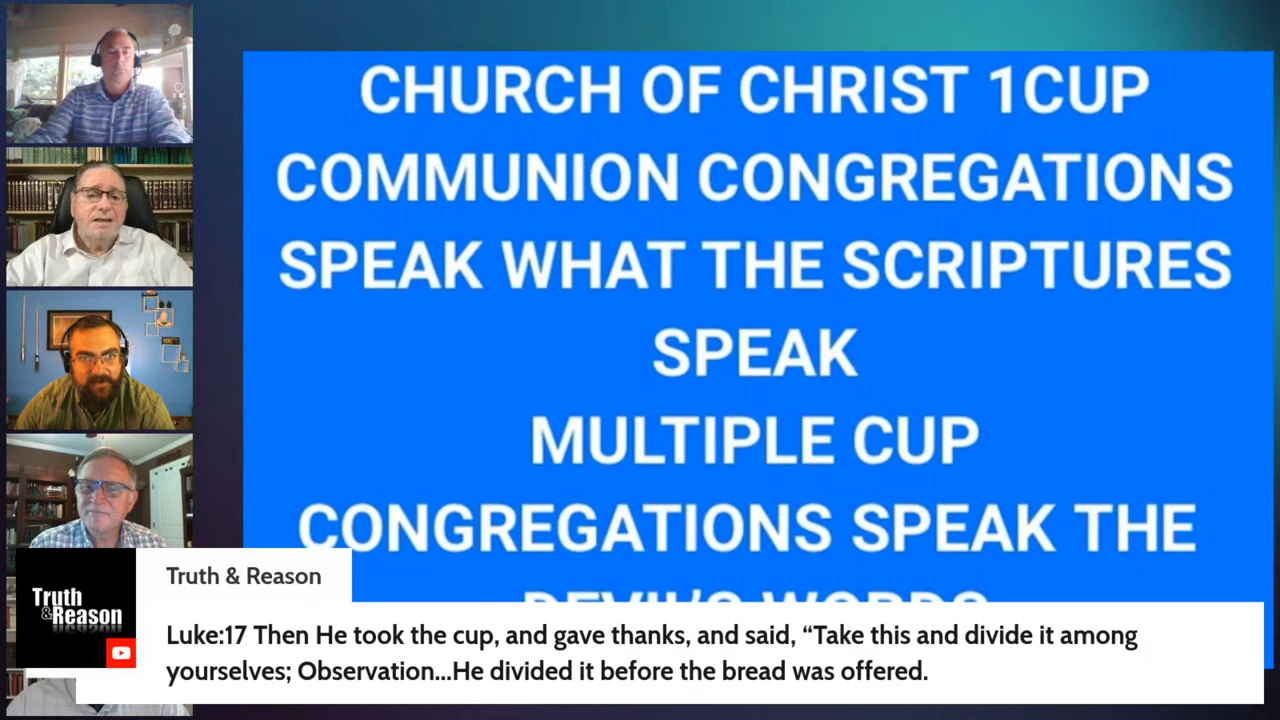 CHURCH OF CHRIST 1CUP
COMMUNION CONGREGATIONS
SPEAK WHAT THE SCRIPTURES
SPEAK
MULTIPLE CUP
CONGREGATIONS SPEAK THE
DEVIL'S WORDS
Truth
&Reason
Truth & Reason
Luke:17 Then He took the cup, and gave thanks, and said, “Take this and divide it among
yourselves; Observation...He divided it before the bread was offered.